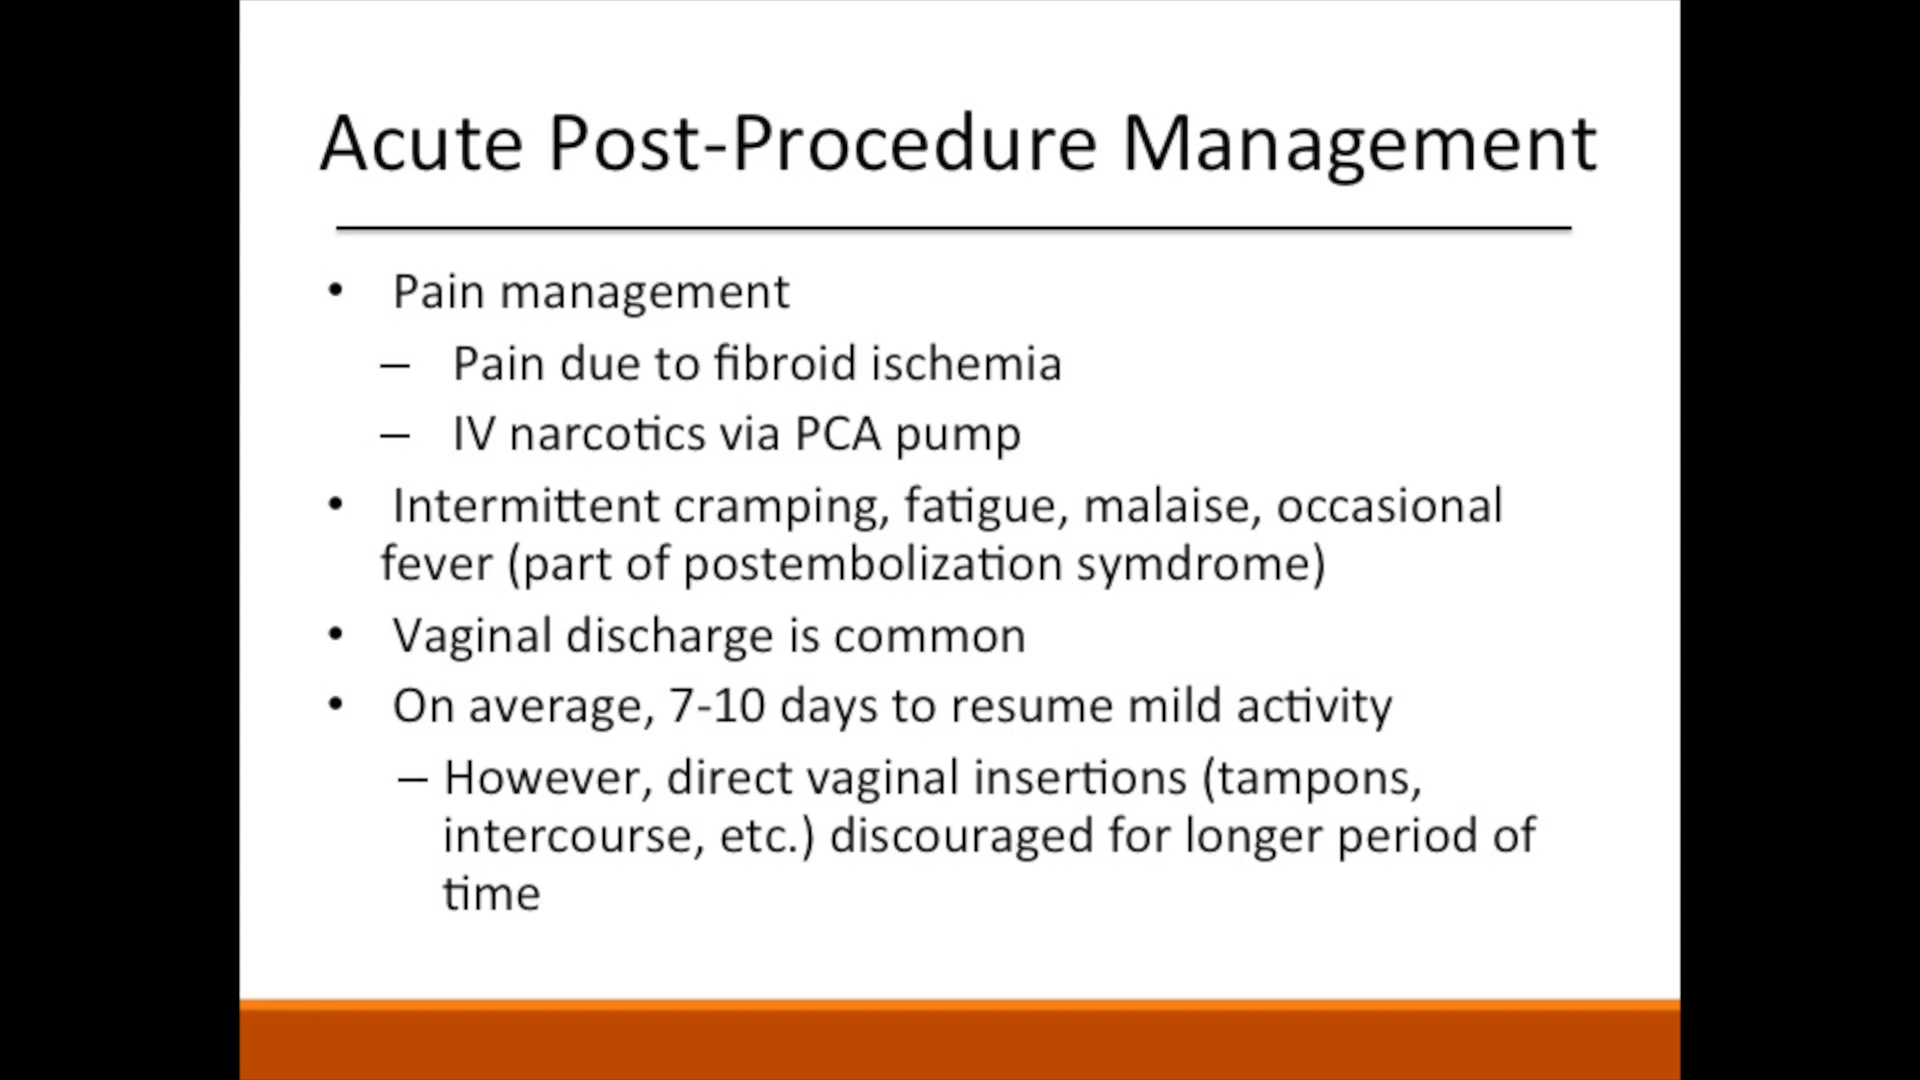 Acute Post-Procedure Management
• Pain management
– Pain due to fibroid ischemia
– IV narcotics via PCA pump
• Intermittent cramping, fatigue, malaise, occasional
fever (part of postembolization symdrome)
• Vaginal discharge is common
• On average, 7-10 days to resume mild activity
– However, direct vaginal insertions (tampons,
intercourse, etc.) discouraged for longer period of
time